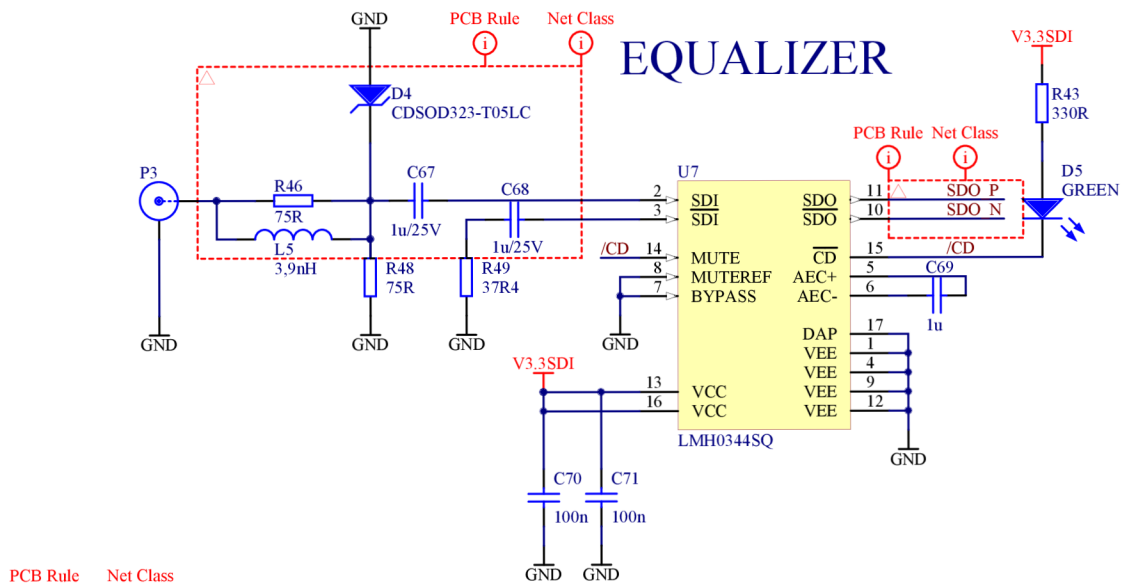 GND
PCB Rule
Net Class
i
i
EQUALIZER
V3.3SDI
D4
CDSOD323-T05LC
R43
330R
PCB Rule
Net Class
i
i
P3
R46
75R
C67
1u/25V
C68
1u/25V
U7
D5
GREEN
2
SDI
3
SDI
SDO
11
SDO_P
SDO
10
SDO_N
L5
3,9nH
R48
75R
R49
37R4
/CD
14
MUTE
8
MUTEREF
7
BYPASS
CD
15
/CD
AEC+
5
AEC-
6
C69
1u
GND
GND
GND
GND
DAP
17
VEE
1
VEE
4
VEE
9
VEE
12
V3.3SDI
13
VCC
16
VCC
LMH0344SQ
GND
C70
100n
C71
100n
GND
GND
PCB Rule
Net Class